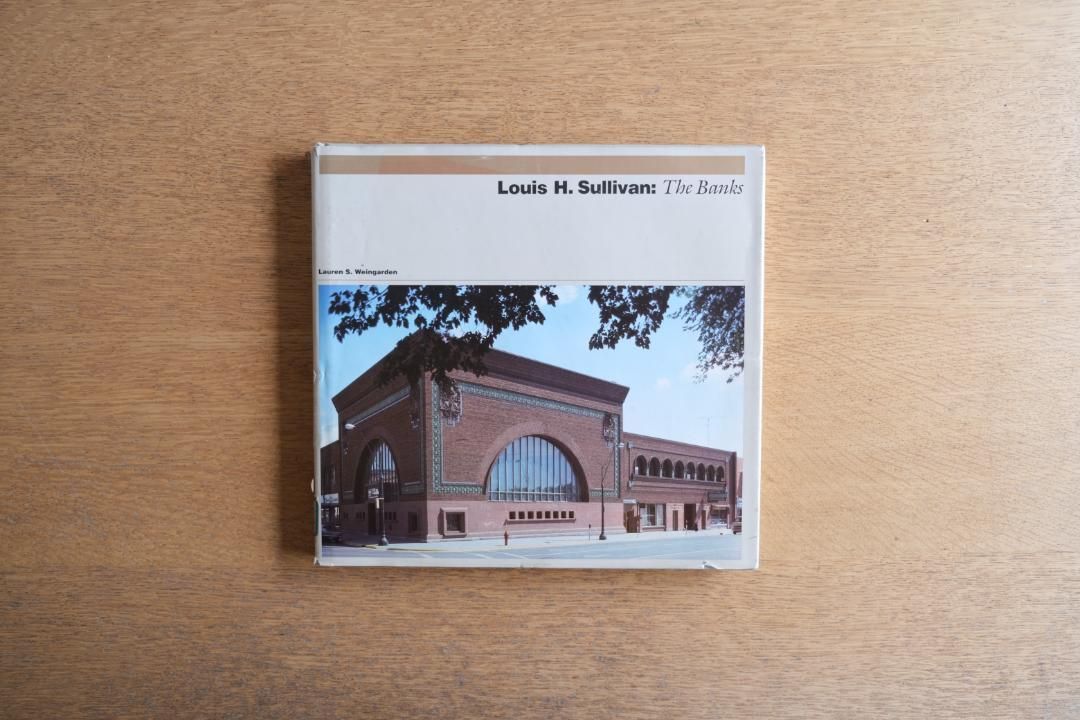 Louis H. Sullivan: The Banks
Lauren S. Weingarden